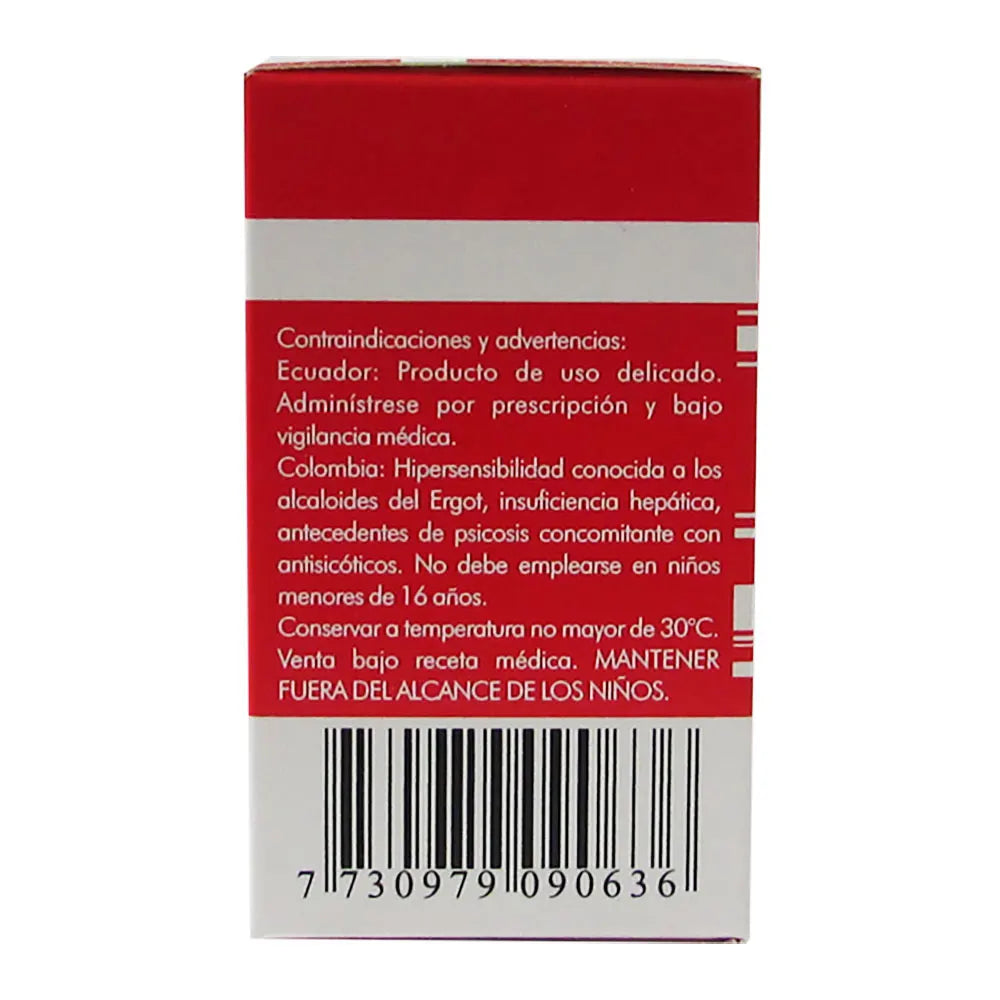 Contraindicaciones y advertencias:
Ecuador: Producto de uso delicado.
Adminístrese por prescripción y bajo
vigilancia médica.
Colombia: Hipersensibilidad conocida a los
alcaloides del Ergot, insuficiencia hepática,
antecedentes de psicosis concomitante con
antisicóticos. No debe emplearse en niños
menores de 16 años.
Conservar a temperatura no mayor de 30°C.
Venta bajo receta médica. MANTENER
FUERA DEL ALCANCE DE LOS NIÑOS.
7 730979 090636